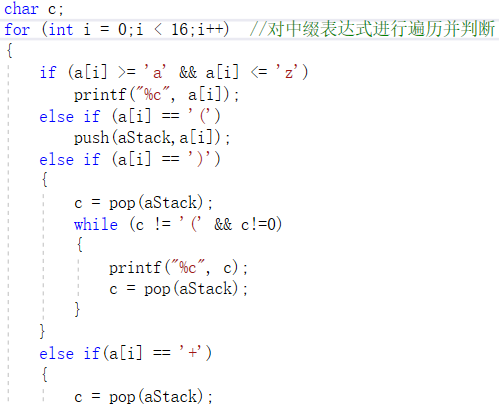 char c;
for (int i = 0;i < 16;i++)  //对中缀表达式进行遍历并判断
{
    if (a[i] >= 'a' && a[i] <= 'z')
        printf("%c", a[i]);
    else if (a[i] == '(')
        push(aStack,a[i]);
    else if (a[i] == ')')
    {
        c = pop(aStack);
        while (c != '(' && c!=0)
        {
            printf("%c", c);
            c = pop(aStack);
        }
    }
    else if(a[i] == '+')
    {
        c = pop(aStack);